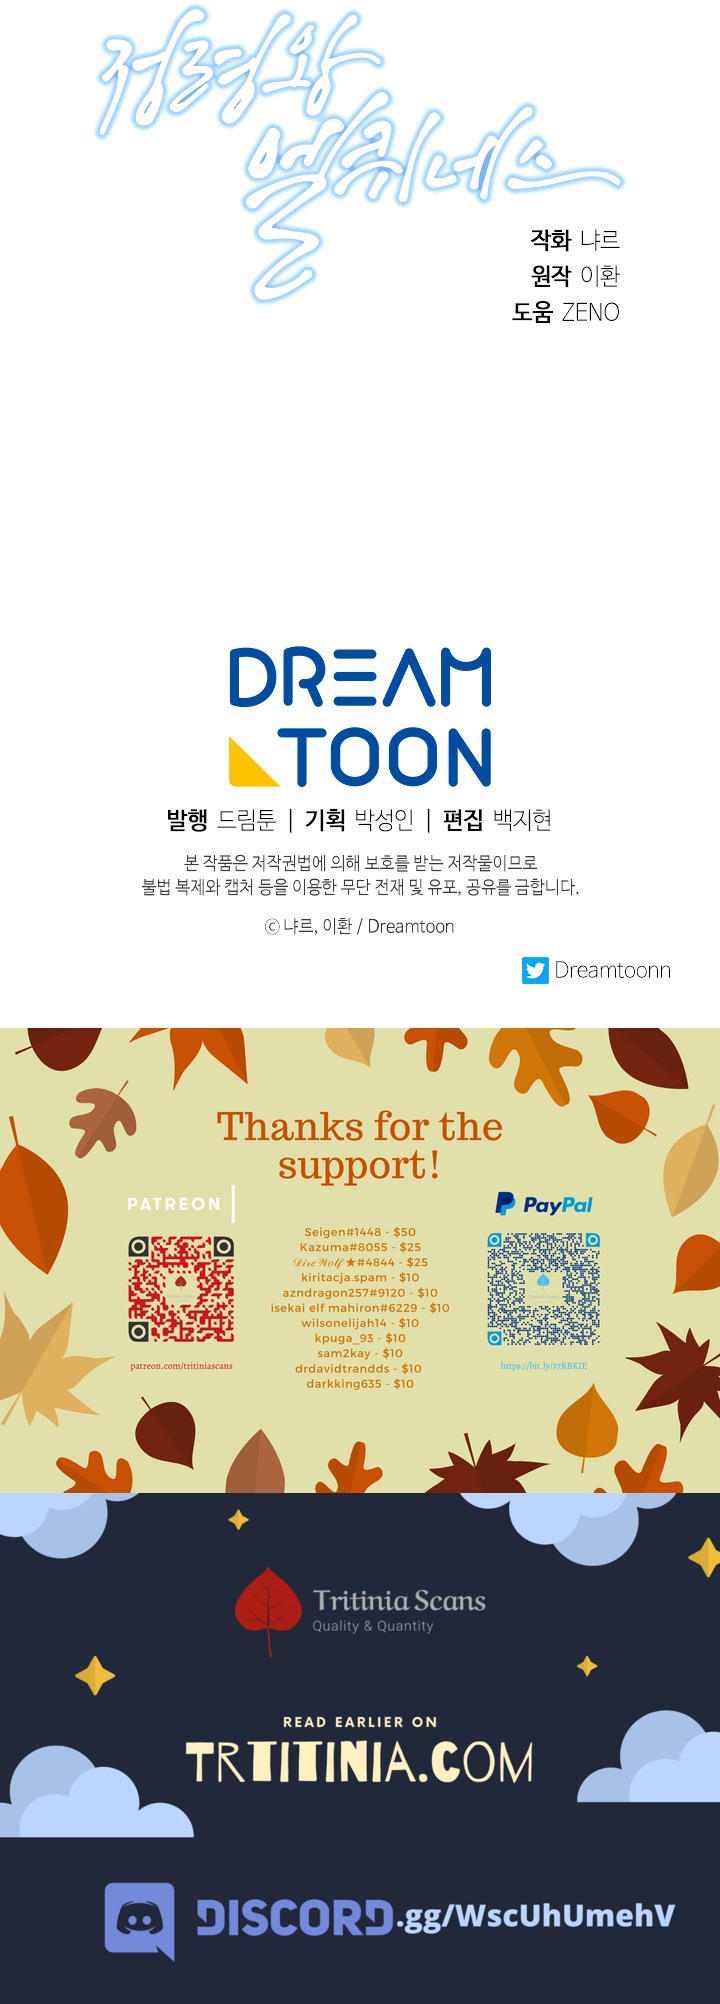 정령왕
엘퀴네스
작화 냐르
원작 이환
도움 ZENO
DREAM
TOON
발행 드림툰 | 기획 박성인 | 편집 백지현
본 작품은 저작권법에 의해 보호를 받는 저작물이므로
불법 복제와 캡처 등을 이용한 무단 전재 및 유포, 공유를 금합니다.
ⓒ 냐르, 이환 / Dreamtoon
Dreamtoonn
Thanks for the
support!
PATREON
PayPal
Seigen#1448 - $50
Kazuma#8055 - $25
𝒟𝒾𝓇𝑒 𝒲𝑜𝓁𝒻 ★#4844 - $25
kiritacja.spam - $10
azndragon257#9120 - $10
isekai elf mahiron#6229 - $10
wilsonelijah14 - $10
kpuga_93 - $10
sam2kay - $10
drdavidtrandds - $10
darkking635 - $10
patreon.com/tritiniascans
https://bit.ly/37RBKIE
Tritinia Scans
Quality & Quantity
READ EARLIER ON
TRTITINIA.COM
DISCORD.gg/WscUhUmehV